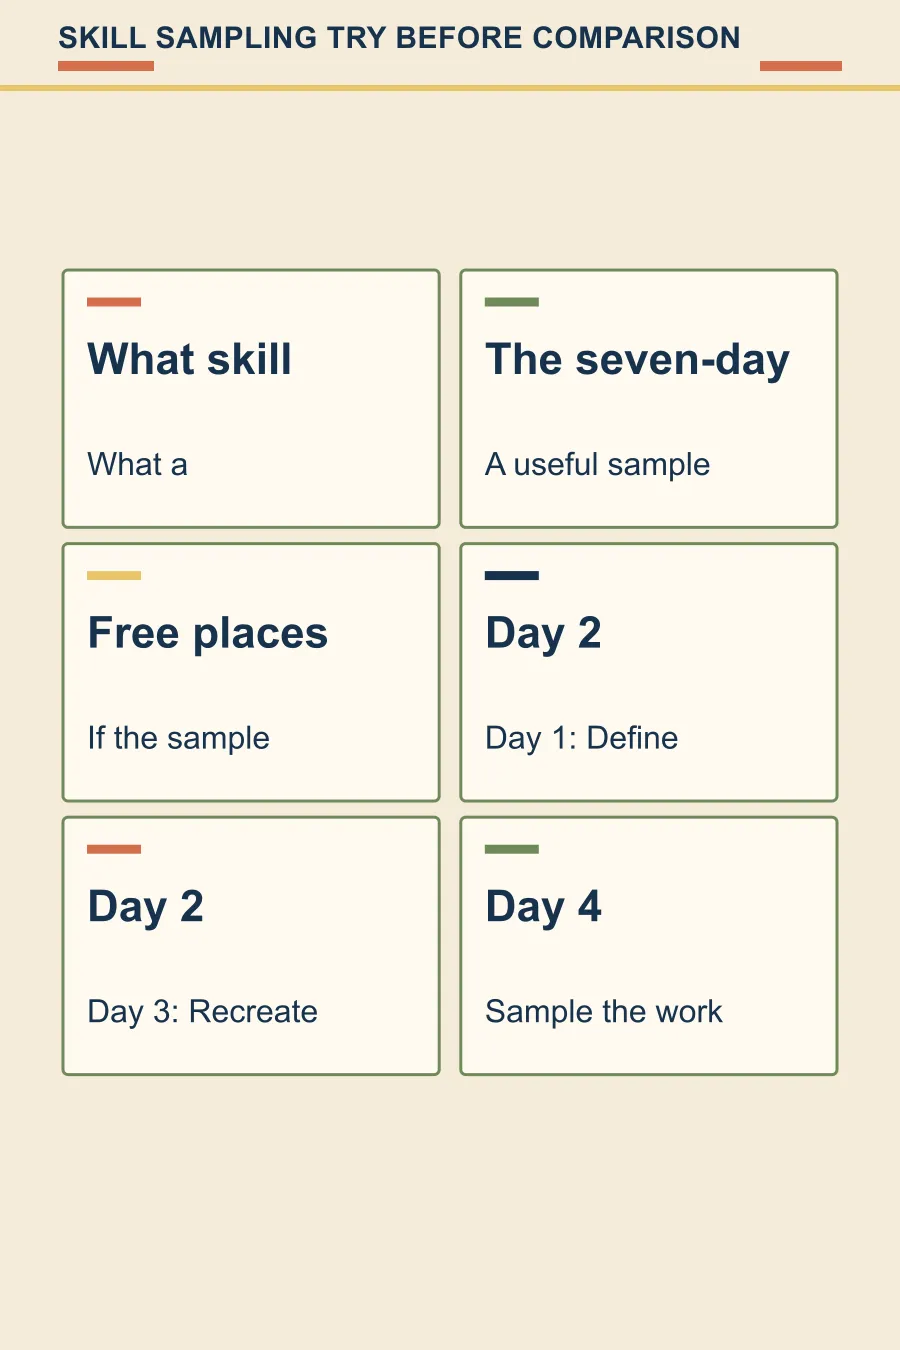 SKILL SAMPLING TRY BEFORE COMPARISON
What skill
What a
The seven-day
A useful sample
Free places
If the sample
Day 2
Day 1: Define
Day 2
Day 3: Recreate
Day 4
Sample the work